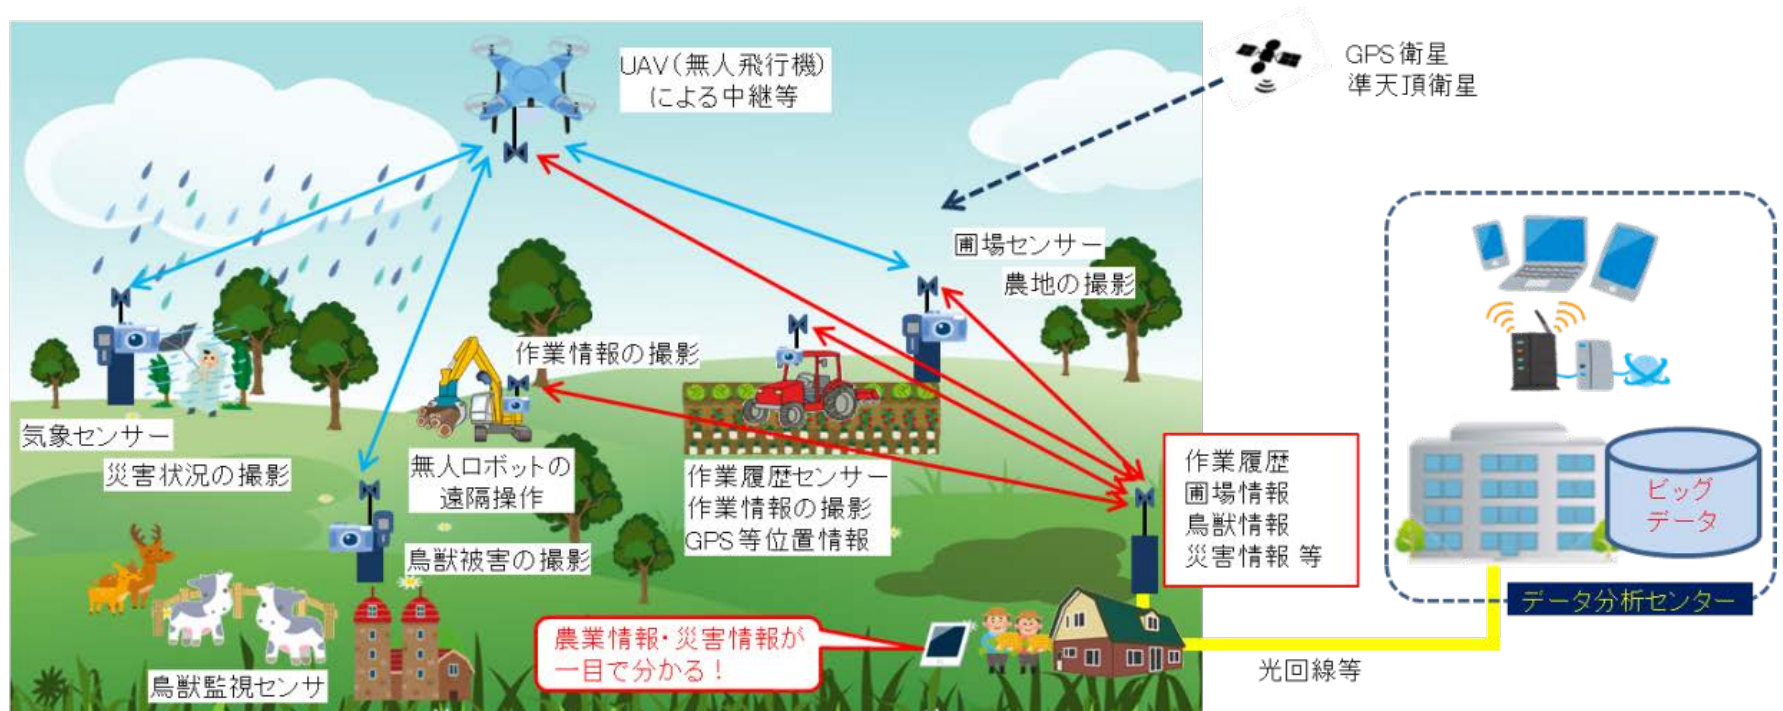 UAV(無人飛行機)
による中継等
GPS衛星
準天頂衛星
圃場センサー
農地の撮影
作業情報の撮影
気象センサー
災害状況の撮影
無人ロボットの
遠隔操作
作業履歴センサー
作業情報の撮影
GPS等位置情報
作業履歴
圃場情報
鳥獣情報
災害情報 等
ビッグ
データ
鳥獣被害の撮影
データ分析センター
農業情報・災害情報が
一目で分かる！
光回線等
鳥獣監視センサ